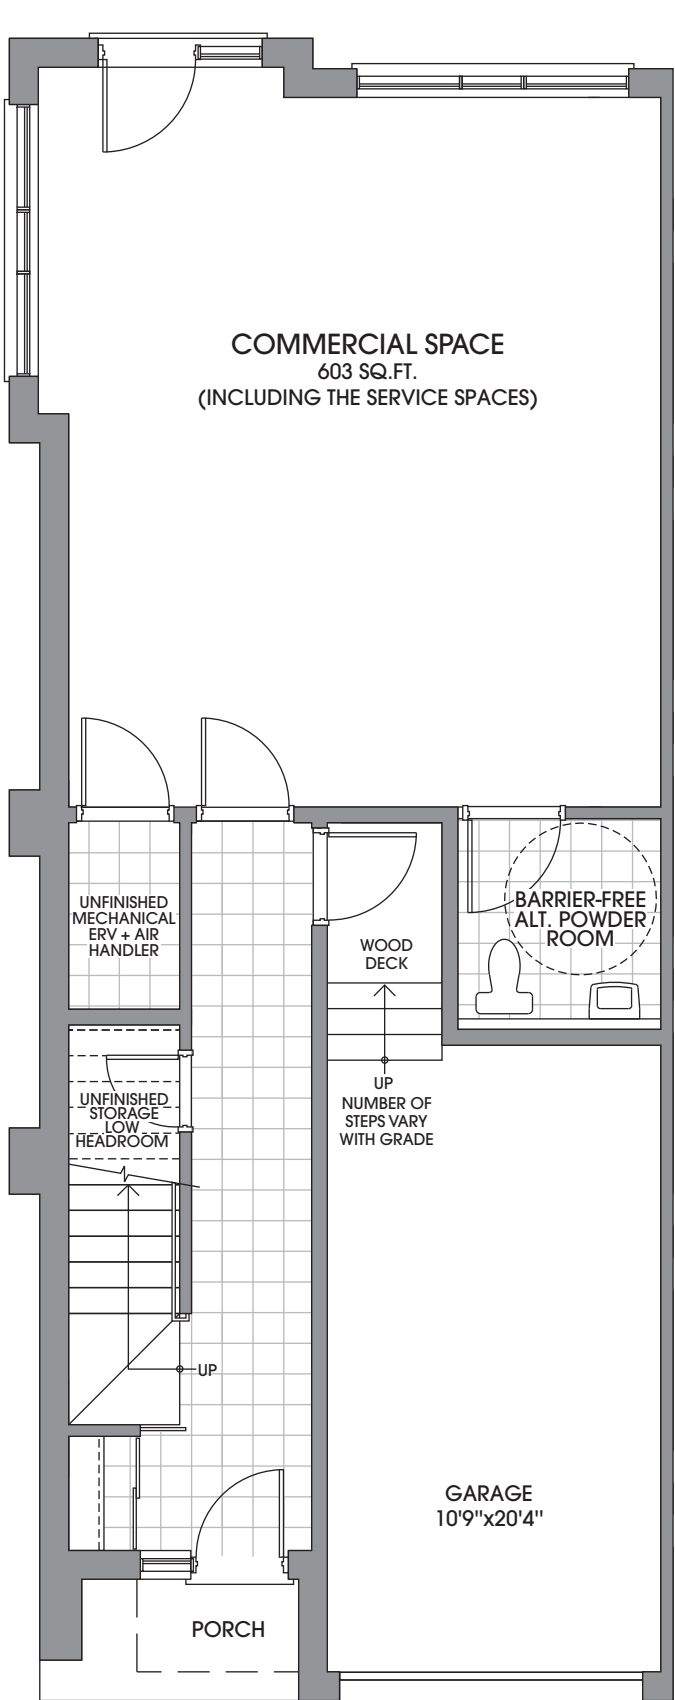 COMMERCIAL SPACE
603 SQ.FT.
(INCLUDING THE SERVICE SPACES)
UNFINISHED
MECHANICAL
ERV + AIR
HANDLER
WOOD
DECK
BARRIER-FREE
ALT. POWDER
ROOM
UP
NUMBER OF
STEPS VARY
WITH GRADE
UNFINISHED
STORAGE
LOW
HEADROOM
UP
GARAGE
10'9"x20'4"
PORCH